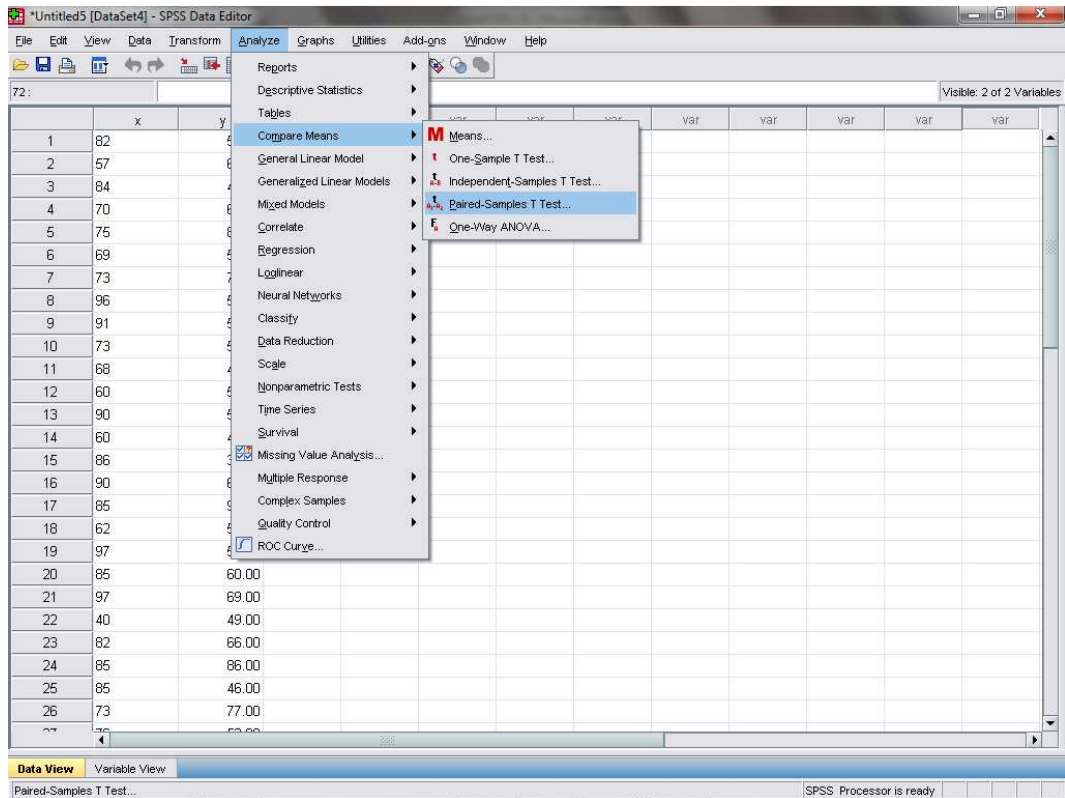 *Untitled5 [DataSet4] - SPSS Data Editor
File Edit View Data Transform Analyze Graphs Utilities Add-ons Window Help
72 :
Visible: 2 of 2 Variables
x y var var var var var var var var
Reports
Descriptive Statistics
Tables
Compare Means
General Linear Model
Generalized Linear Models
Mixed Models
Correlate
Regression
Loglinear
Neural Networks
Classify
Data Reduction
Scale
Nonparametric Tests
Time Series
Survival
Missing Value Analysis...
Multiple Response
Complex Samples
Quality Control
ROC Curve...
M Means...
t One-Sample T Test...
Independent-Samples T Test...
Paired-Samples T Test...
One-Way ANOVA...
1 82
2 57
3 84
4 70
5 75
6 69
7 73
8 96
9 91
10 73
11 68
12 60
13 90
14 60
15 86
16 90
17 85
18 62
19 97
20 85 60.00
21 97 69.00
22 40 49.00
23 82 66.00
24 85 86.00
25 85 46.00
26 73 77.00
Data View Variable View
Paired-Samples T Test...
SPSS Processor is ready